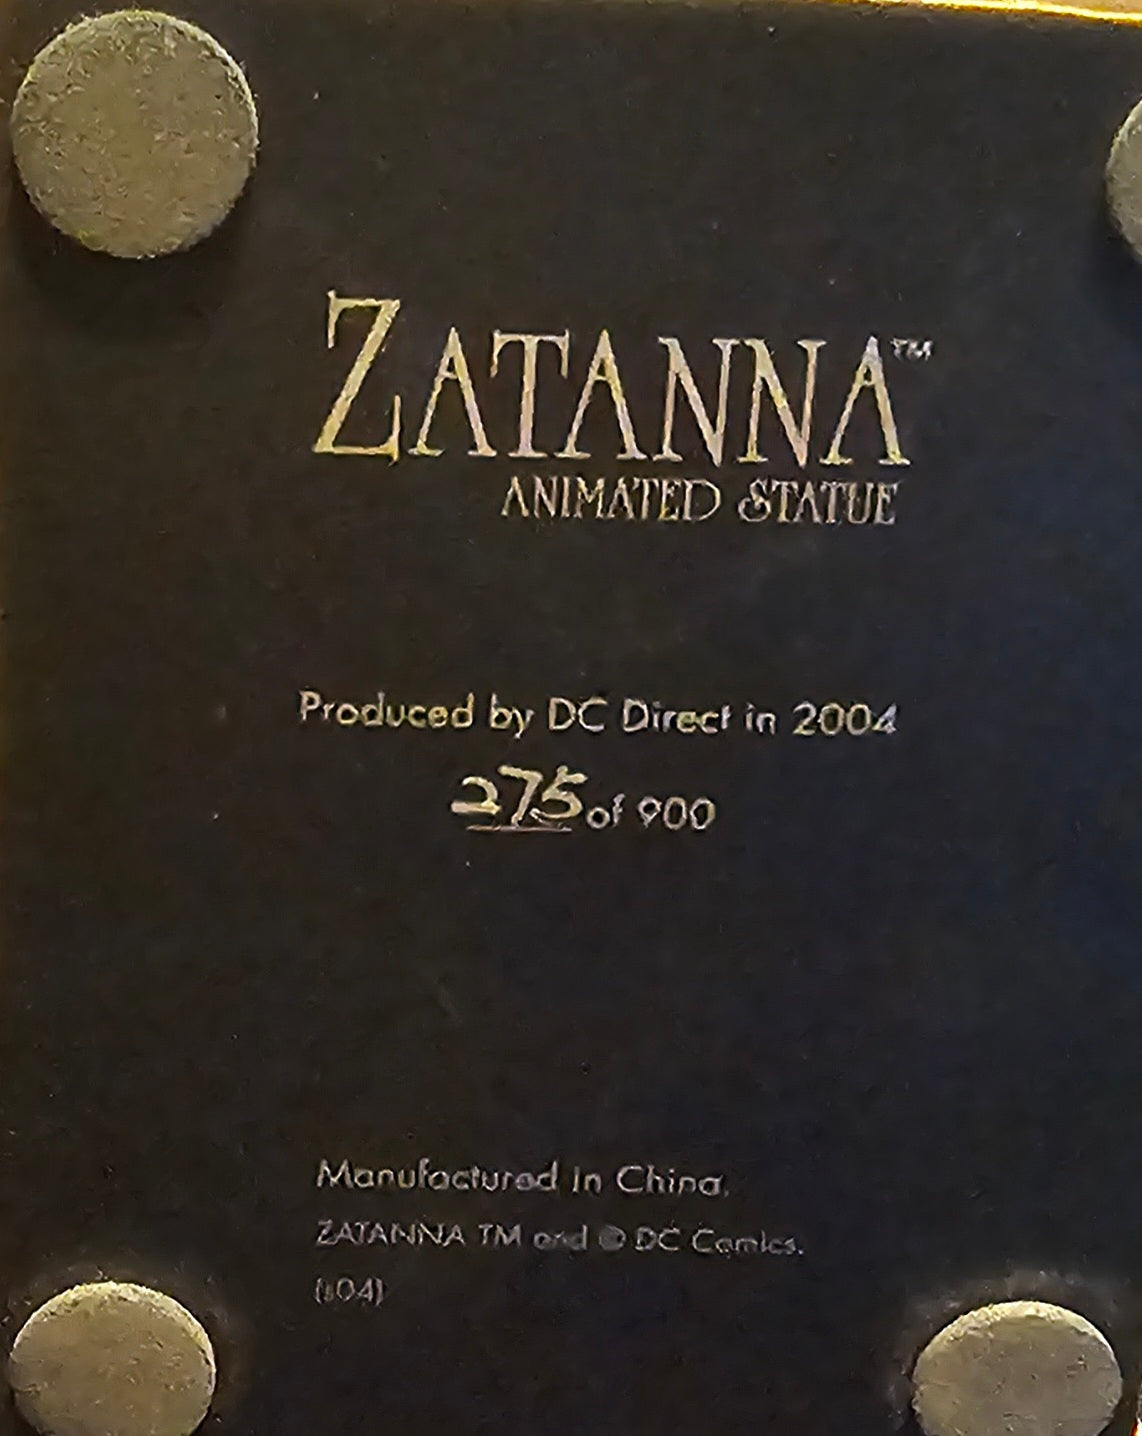 ZATANNA™
ANIMATED STATUE
Produced by DC Direct in 2004
275 of 900
Manufactured in China.
ZATANNA TM and © DC Comics.
(s04)